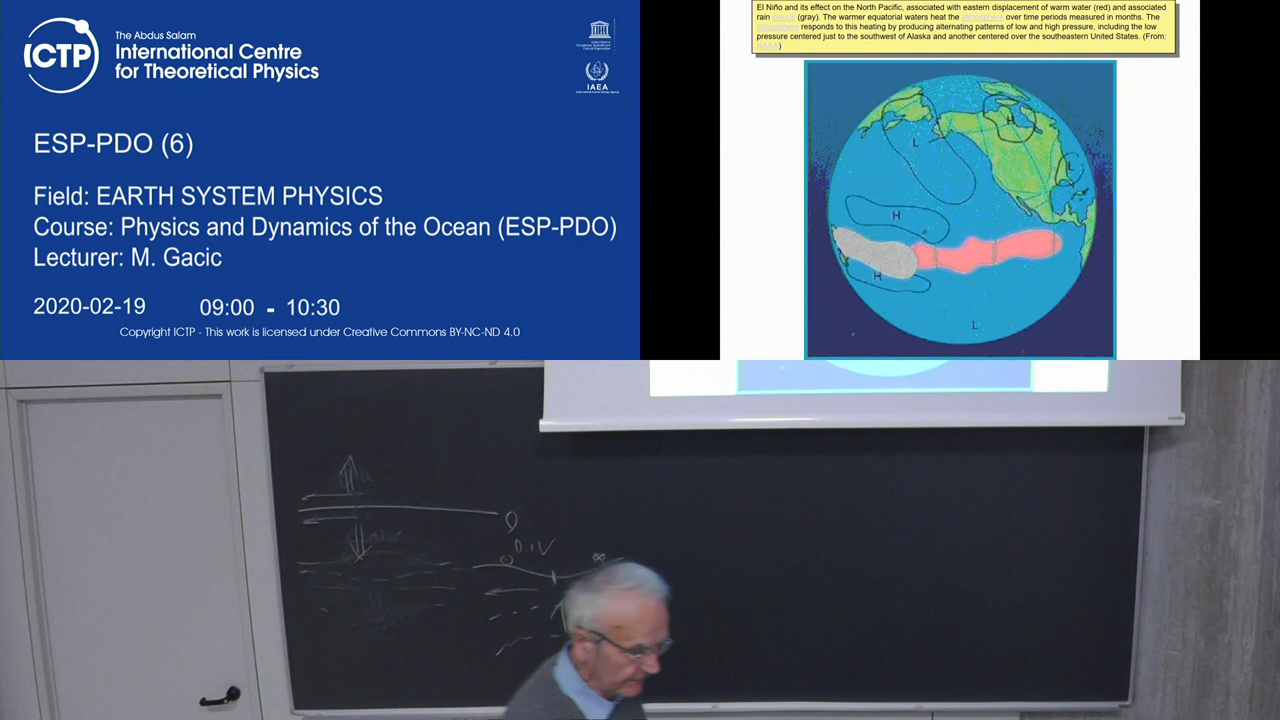 ICTP
The Abdus Salam
International Centre
for Theoretical Physics
IAEA
ESP-PDO (6)
Field: EARTH SYSTEM PHYSICS
Course: Physics and Dynamics of the Ocean (ESP-PDO)
Lecturer: M. Gacic
2020-02-19 09:00 - 10:30
Copyright ICTP - This work is licensed under Creative Commons BY-NC-ND 4.0
El Niño and its effect on the North Pacific, associated with eastern displacement of warm water (red) and associated
rain clouds (gray). The warmer equatorial waters heat the atmosphere over time periods measured in months. The
atmosphere responds to this heating by producing alternating patterns of low and high pressure, including the low
pressure centered just to the southwest of Alaska and another centered over the southeastern United States. (From:
NASA)
H
L
L
H
H
L
DIV